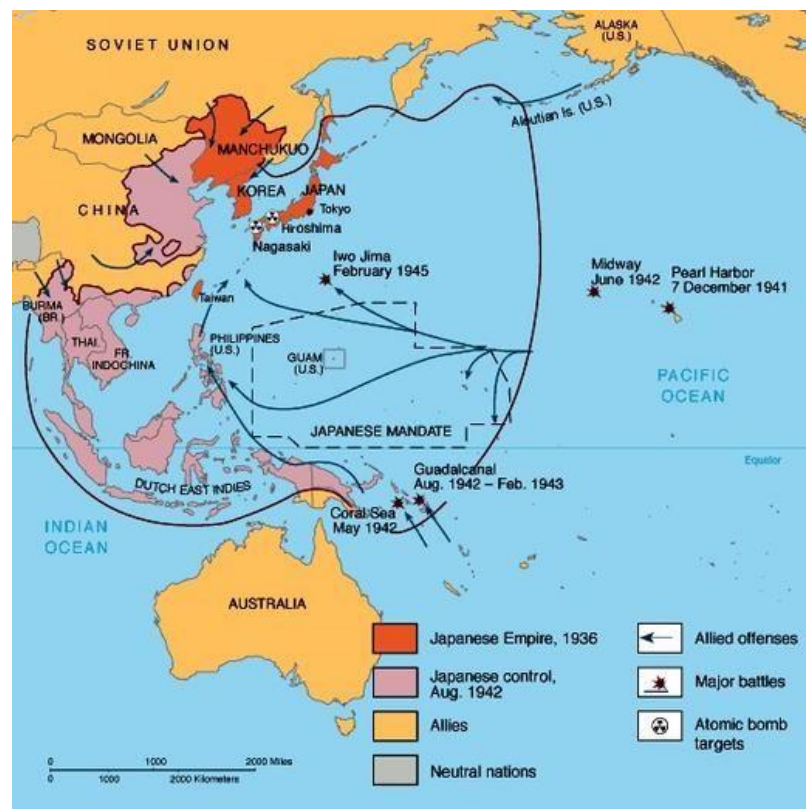 ALASKA
(U.S.)
SOVIET UNION
Aleutian Is. (U.S.)
MONGOLIA
MANCHUKUO
KOREA
JAPAN
Tokyo
CHINA
Hiroshima
Nagasaki
Iwo Jima
February 1945
Midway
June 1942
Pearl Harbor
7 December 1941
Taiwan
BURMA
(BR.)
THAI.
FR.
INDOCHINA
PHILIPPINES
(U.S.)
GUAM
(U.S.)
PACIFIC
OCEAN
JAPANESE MANDATE
Equator
DUTCH EAST INDIES
Guadalcanal
Aug. 1942 – Feb. 1943
Coral Sea
May 1942
INDIAN
OCEAN
AUSTRALIA
Japanese Empire, 1936
Japanese control,
Aug. 1942
Allies
Neutral nations
Allied offenses
Major battles
Atomic bomb
targets
0 1000 2000 Miles
0 1000 2000 Kilometers